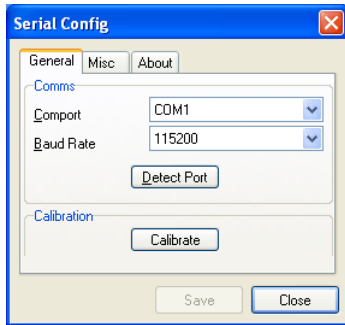 Serial Config
General Misc About
Comms
Comport COM1
Baud Rate 115200
Detect Port
Calibration
Calibrate
Save Close